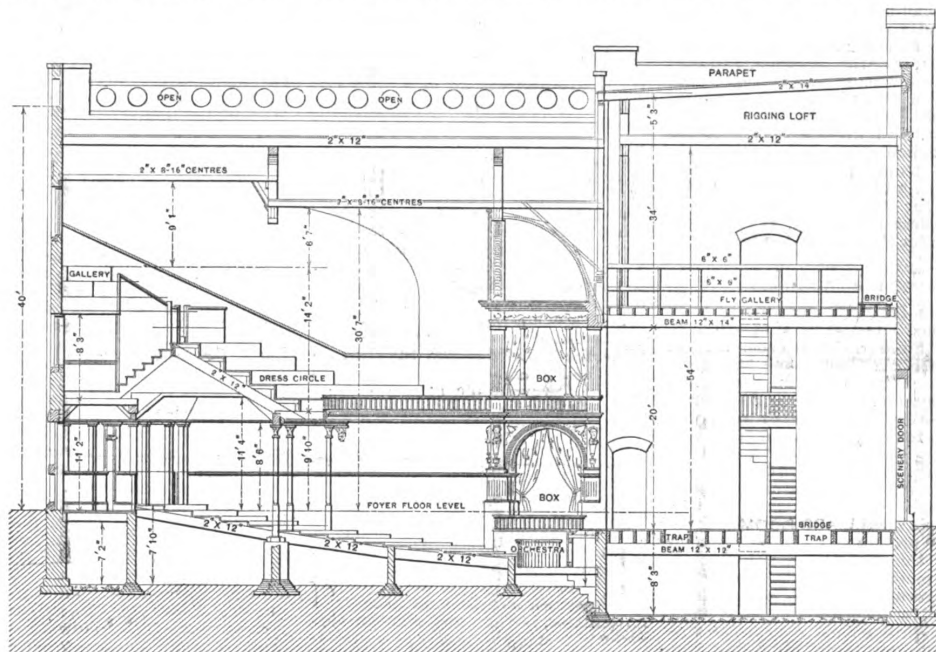 PARAPET
OPEN
OPEN
2" X 14"
5'3"
RIGGING LOFT
2" X 12"
2" X 12"
2" X 8"-16" CENTRES
2" X 8-16" CENTRES
9'1"
6'7"
34'
6" X 6"
GALLERY
6" X 9"
40'
14'2"
30'7"
FLY GALLERY
BRIDGE
BEAM 12" X 14"
8'3"
54'
2" X 12"
DRESS CIRCLE
BOX
20'
11'2"
11'4"
8'6"
9'10"
SCENERY DOOR
BOX
FOYER FLOOR LEVEL
2" X 12"
2" X 12"
2" X 12"
BRIDGE
TRAP
TRAP
ORCHESTRA
BEAM 12" X 12"
7'2"
7'10"
8'3"